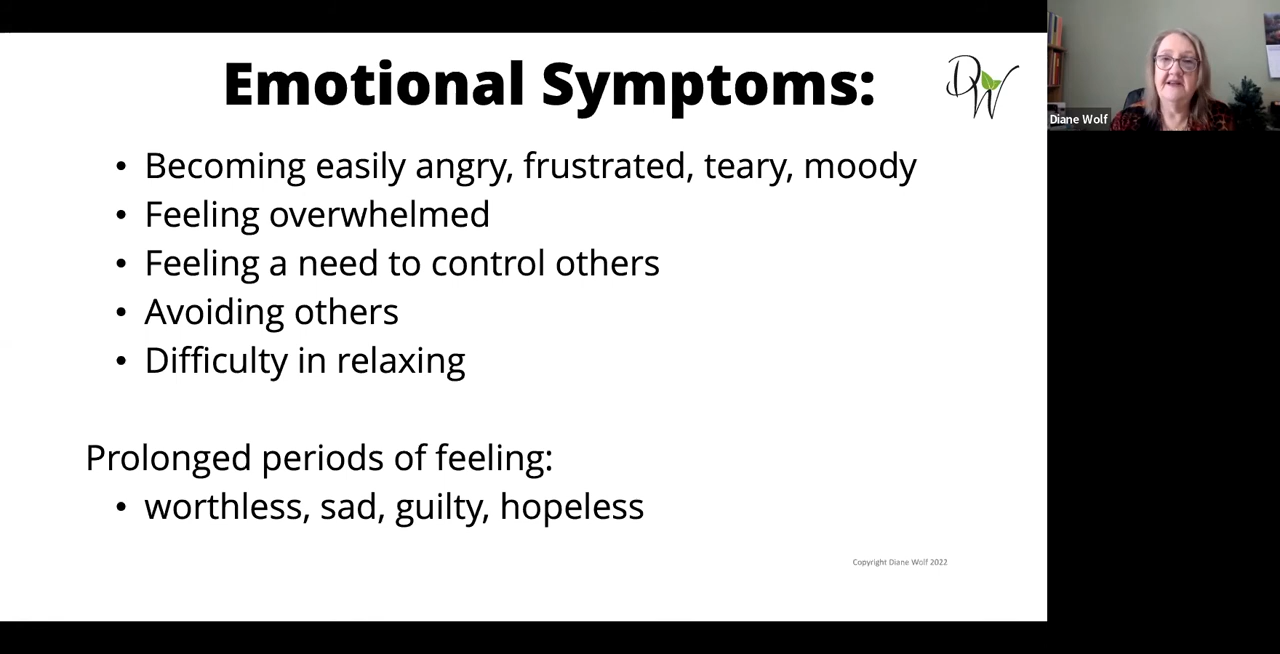 Emotional Symptoms:
DW
Diane Wolf
• Becoming easily angry, frustrated, teary, moody
• Feeling overwhelmed
• Feeling a need to control others
• Avoiding others
• Difficulty in relaxing
Prolonged periods of feeling:
• worthless, sad, guilty, hopeless
Copyright Diane Wolf 2022